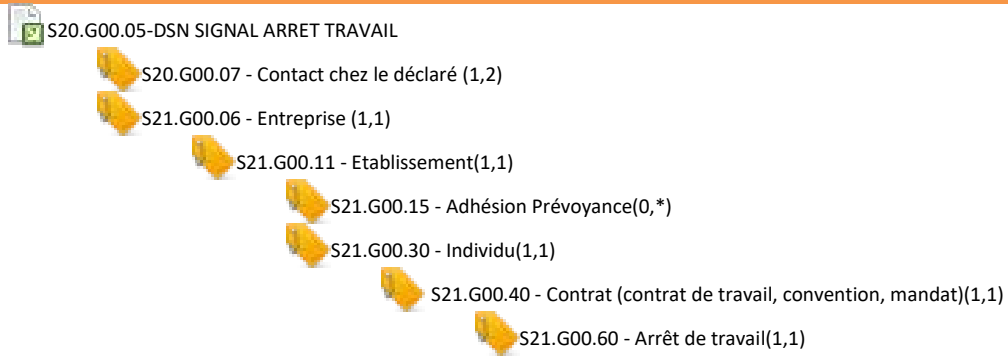 S20.G00.05-DSN SIGNAL ARRET TRAVAIL
S20.G00.07 - Contact chez le déclaré (1,2)
S21.G00.06 - Entreprise (1,1)
S21.G00.11 - Etablissement(1,1)
S21.G00.15 - Adhésion Prévoyance(0,*)
S21.G00.30 - Individu(1,1)
S21.G00.40 - Contrat (contrat de travail, convention, mandat)(1,1)
S21.G00.60 - Arrêt de travail(1,1)